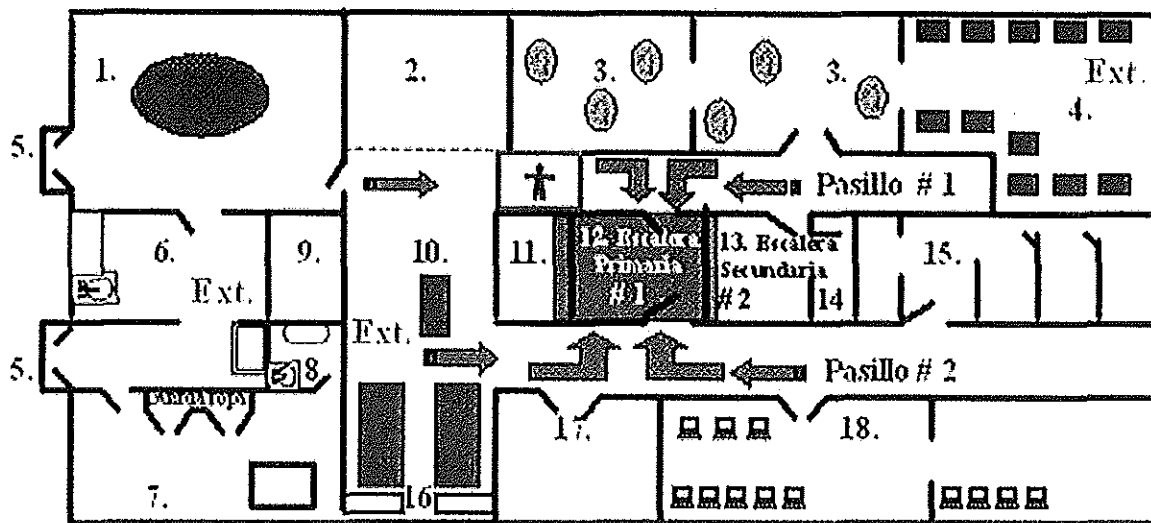 1.
2.
3.
3.
Ext.
4.
5.
Pasillo # 1
6.
9.
10.
11.
12- Escalera
Primaria
# 1
13. Escalera
Secundaria
# 2
14
15.
Ext.
Ext.
5.
8
Pasillo # 2
7.
16
17.
18.